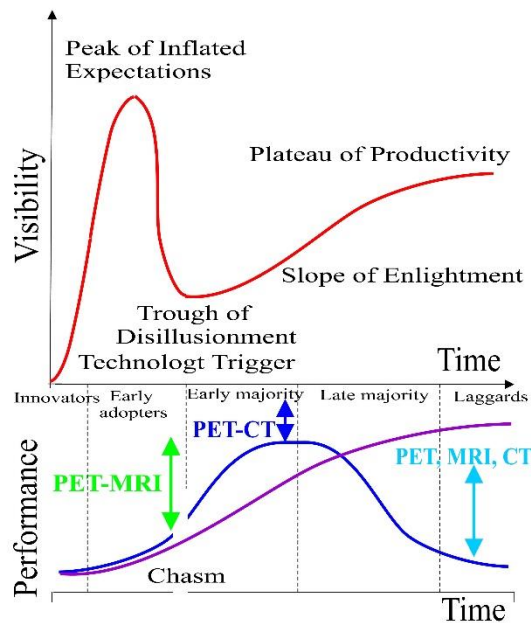 Peak of Inflated
Expectations
Visibility
Plateau of Productivity
Slope of Enlightment
Trough of
Disillusionment
Technologt Trigger
Time
Innovators
Early
adopters
Early majority
Late majority
Laggards
Performance
PET-MRI
PET-CT
PET, MRI, CT
Chasm
Time